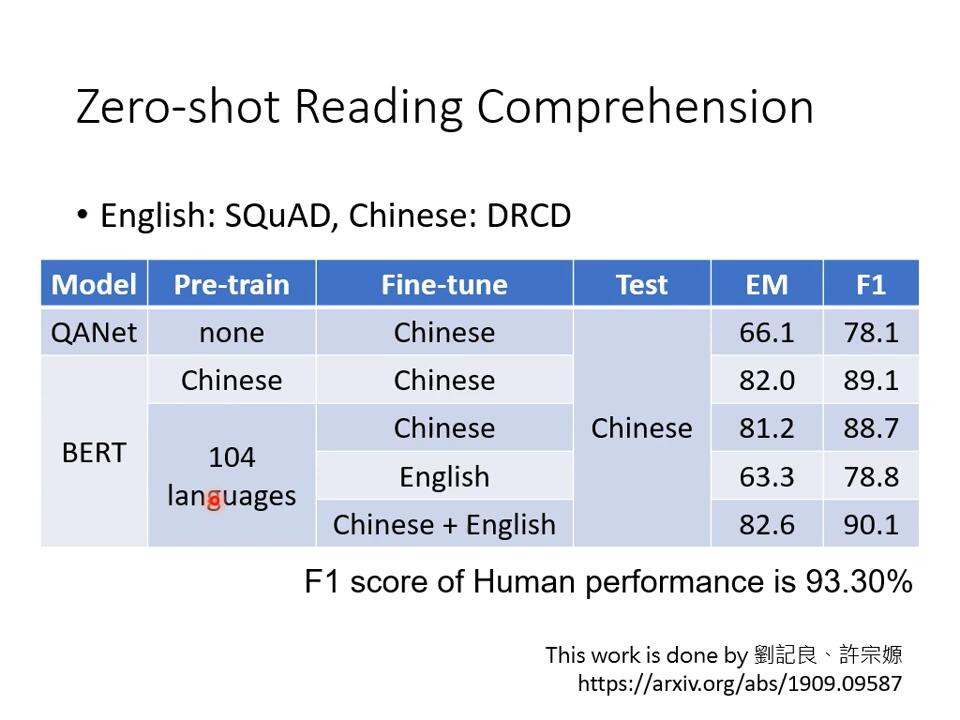 Zero-shot Reading Comprehension
• English: SQuAD, Chinese: DRCD
Model Pre-train Fine-tune Test EM F1
QANet none Chinese 66.1 78.1
Chinese Chinese 82.0 89.1
BERT 104 languages Chinese Chinese 81.2 88.7
English 63.3 78.8
Chinese + English 82.6 90.1
F1 score of Human performance is 93.30%
This work is done by 劉記良、許宗嫄
https://arxiv.org/abs/1909.09587